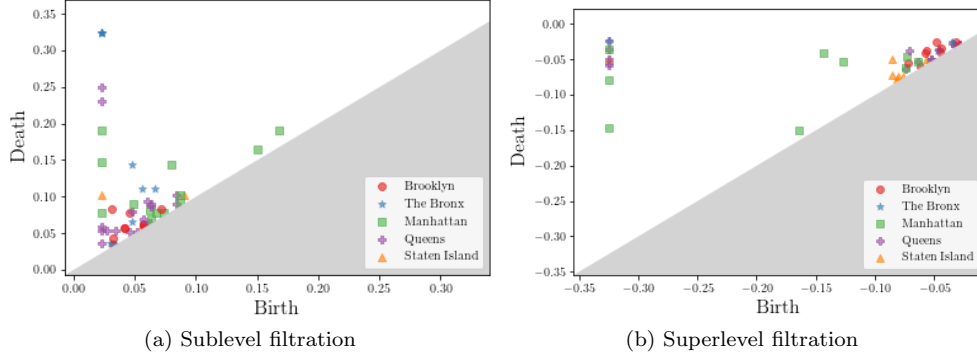 0.35
0.30
0.25
0.20
0.15
0.10
0.05
0.00
Death
0.00 0.05 0.10 0.15 0.20 0.25 0.30
Birth
Brooklyn
The Bronx
Manhattan
Queens
Staten Island
(a) Sublevel filtration
−0.00
−0.05
−0.10
−0.15
−0.20
−0.25
−0.30
−0.35
Death
−0.35 −0.30 −0.25 −0.20 −0.15 −0.10 −0.05
Birth
Brooklyn
The Bronx
Manhattan
Queens
Staten Island
(b) Superlevel filtration